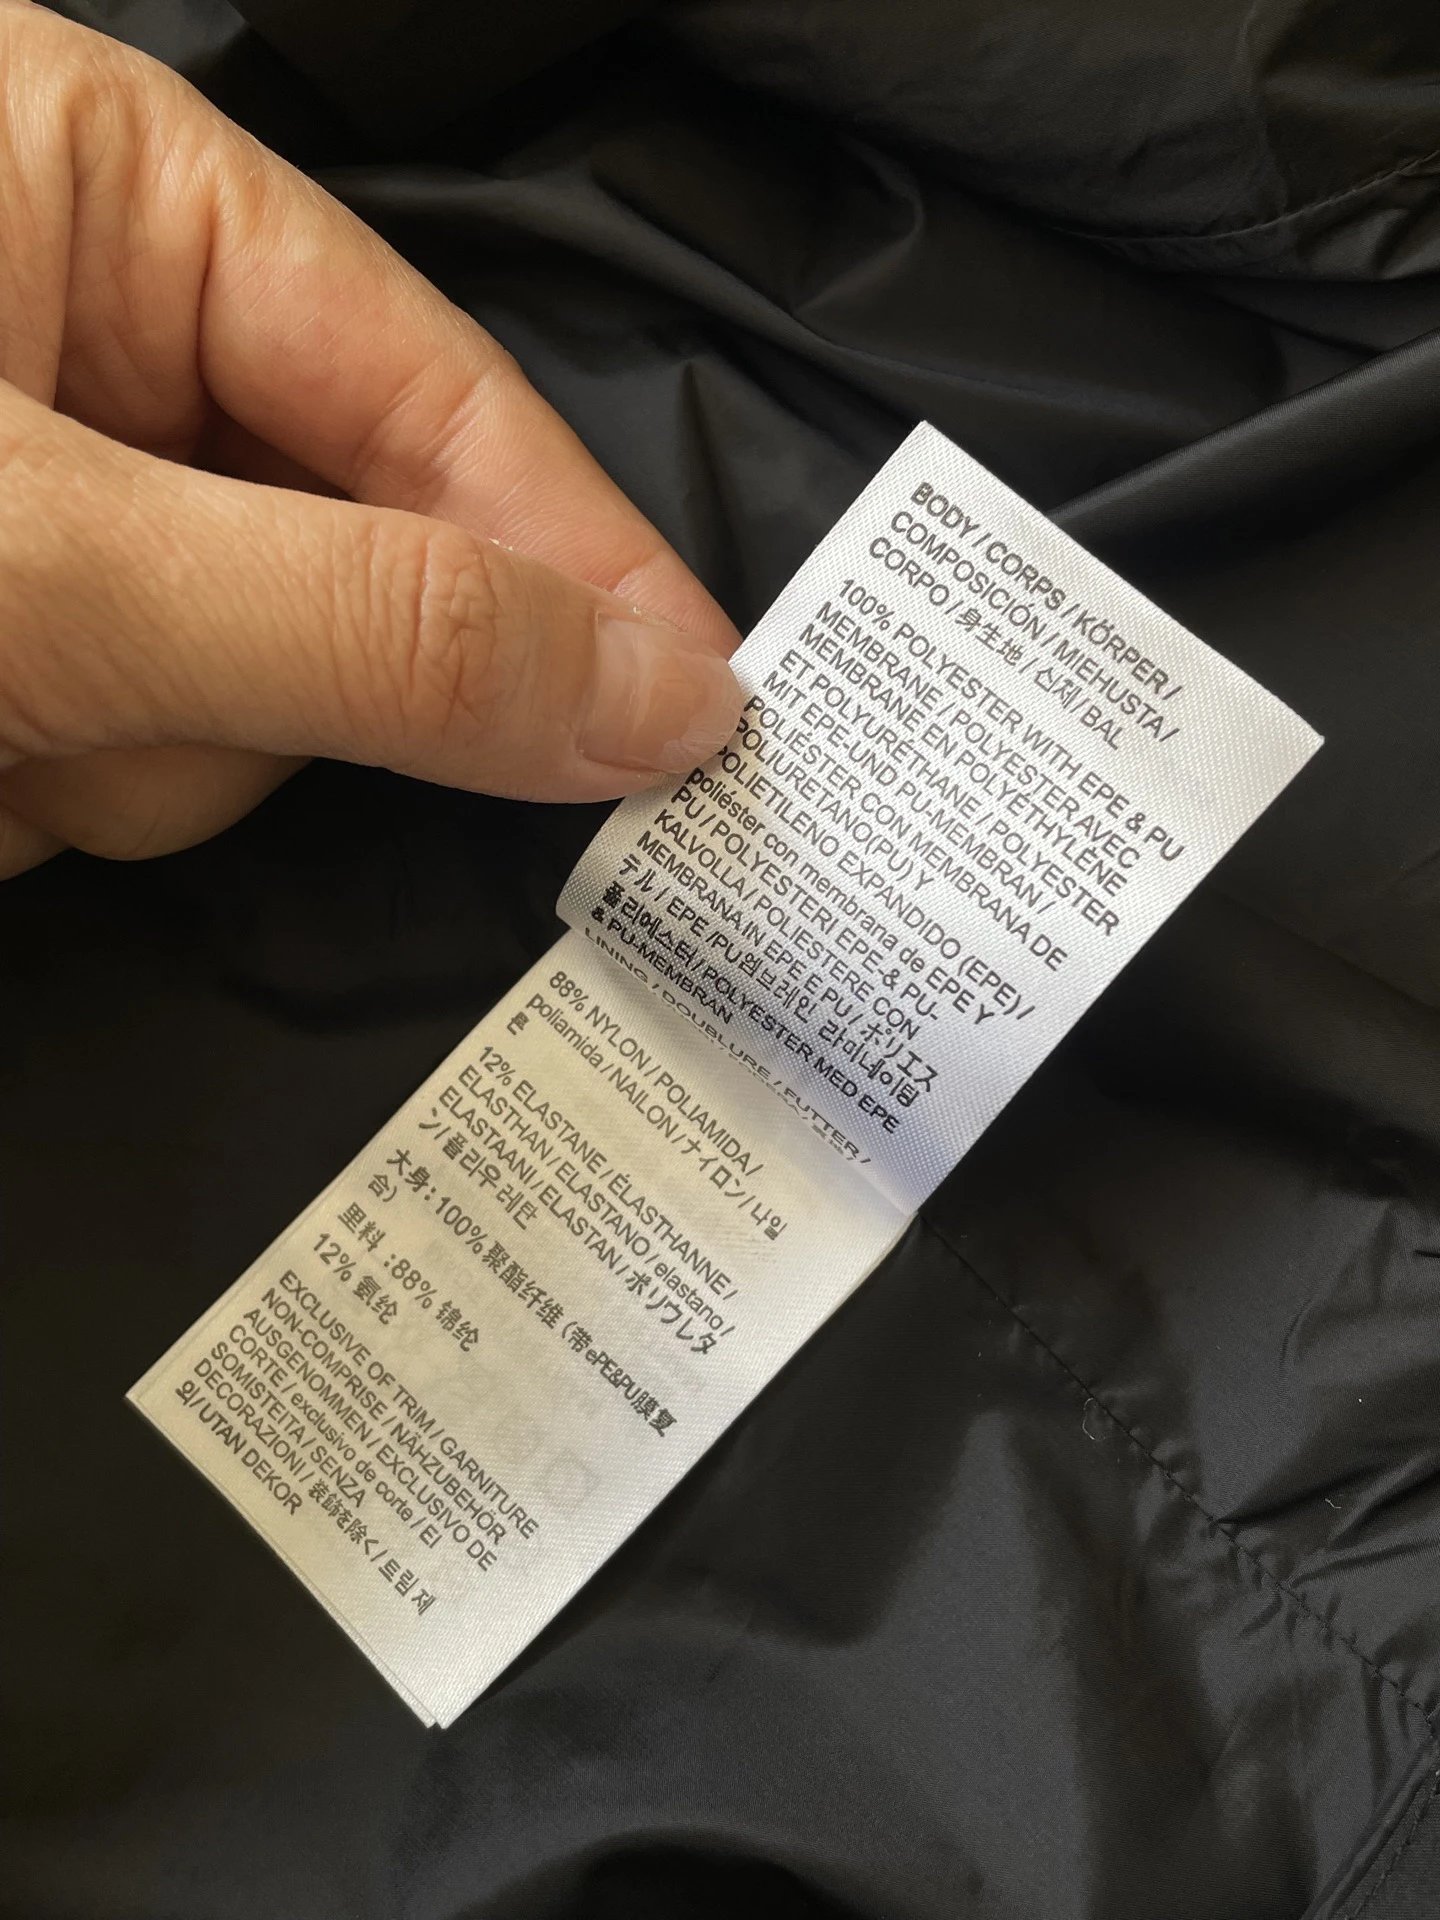 BODY / CORPS / KÖRPER /
COMPOSICIÓN / MIEHUSTA /
CORPO / 身生地 / 신체 / BAL
100% POLYESTER WITH EPE & PU
MEMBRANE / POLYESTER AVEC
MEMBRANE EN POLYÉTHYLÈNE
ET POLYURÉTHANE / POLYESTER
MIT EPE-UND PU-MEMBRAN /
POLIÉSTER CON MEMBRANA DE
POLIURETANO(PU) Y
POLIETILENO EXPANDIDO (EPE) /
poliéster con membrana de EPE Y
PU / POLYESTERI EPE-& PU-
KALVOLLA / POLIESTERE CON
MEMBRANA IN EPE E PU / ポリエス
テル / EPE /PU멤브레인 라미네이팅
폴리에스터 / POLYESTER MED EPE
& PU-MEMBRAN
LINING / DOUBLURE / FUTTER /
88% NYLON / POLIAMIDA /
poliamida / NAILON / ナイロン / 나일
론
12% ELASTANE / ÉLASTHANNE /
ELASTHAN / ELASTANO / elastano /
ELASTAANI / ELASTAN / ポリウレタ
ン / 폴리우레탄
大身：100% 聚酯纤维（带ePE&PU膜复
合）
里料 :88% 锦纶
12% 氨纶
EXCLUSIVE OF TRIM / GARNITURE
NON-COMPRISE / NÄHZUBEHÖR
AUSGENOMMEN / EXCLUSIVO DE
CORTE / exclusivo de corte / EI
SOMISTEITA / SENZA
DECORAZIONI / 装飾を除く / 트림 제
외 / UTAN DEKOR